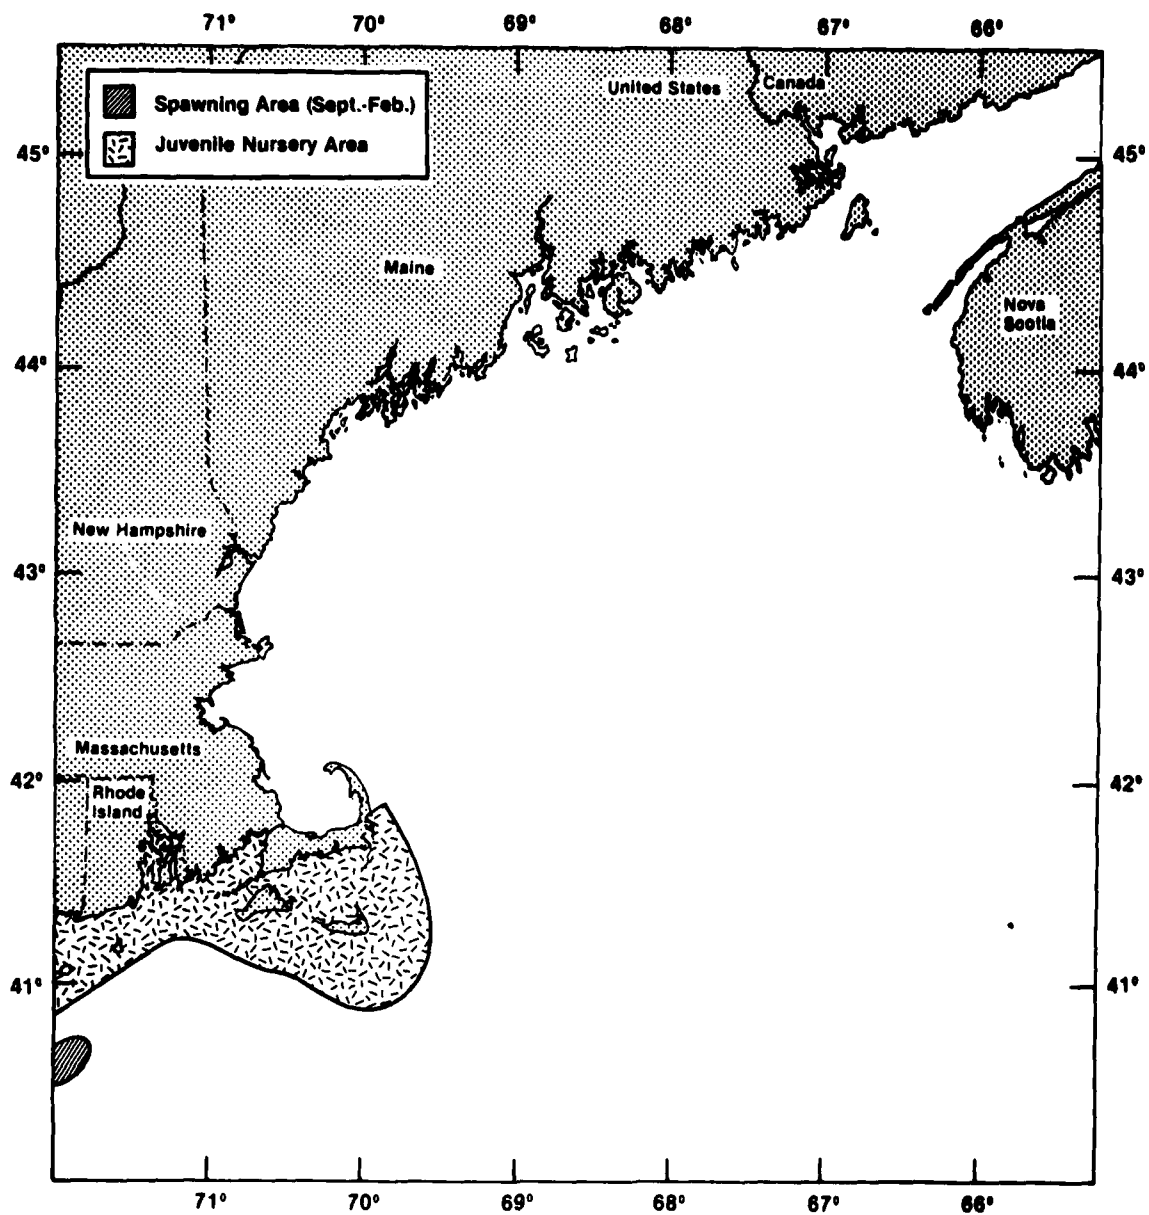 71° 70° 69° 68° 67° 66°
United States Canada
Spawning Area (Sept.-Feb.)
Juvenile Nursery Area
45° 45°
Maine
Nova
Scotia
44° 44°
New Hampshire
43° 43°
Massachusetts
42° 42°
Rhode
Island
41° 41°
71° 70° 69° 68° 67° 66°